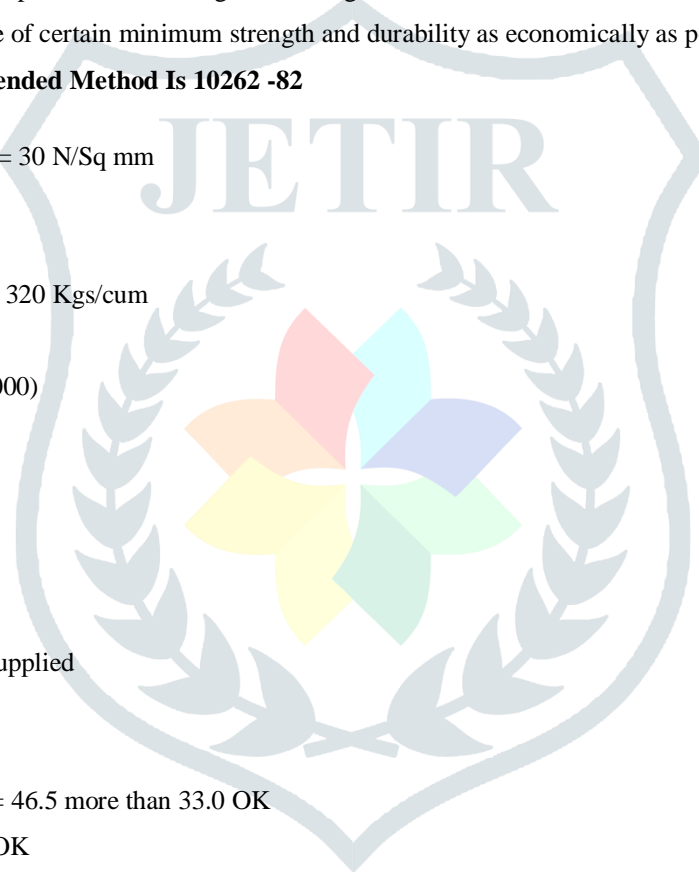 e of certain minimum strength and durability as economically as p
ended Method Is 10262 -82
= 30 N/Sq mm
JETIR
320 Kgs/cum
000)
upplied
= 46.5 more than 33.0 OK
OK